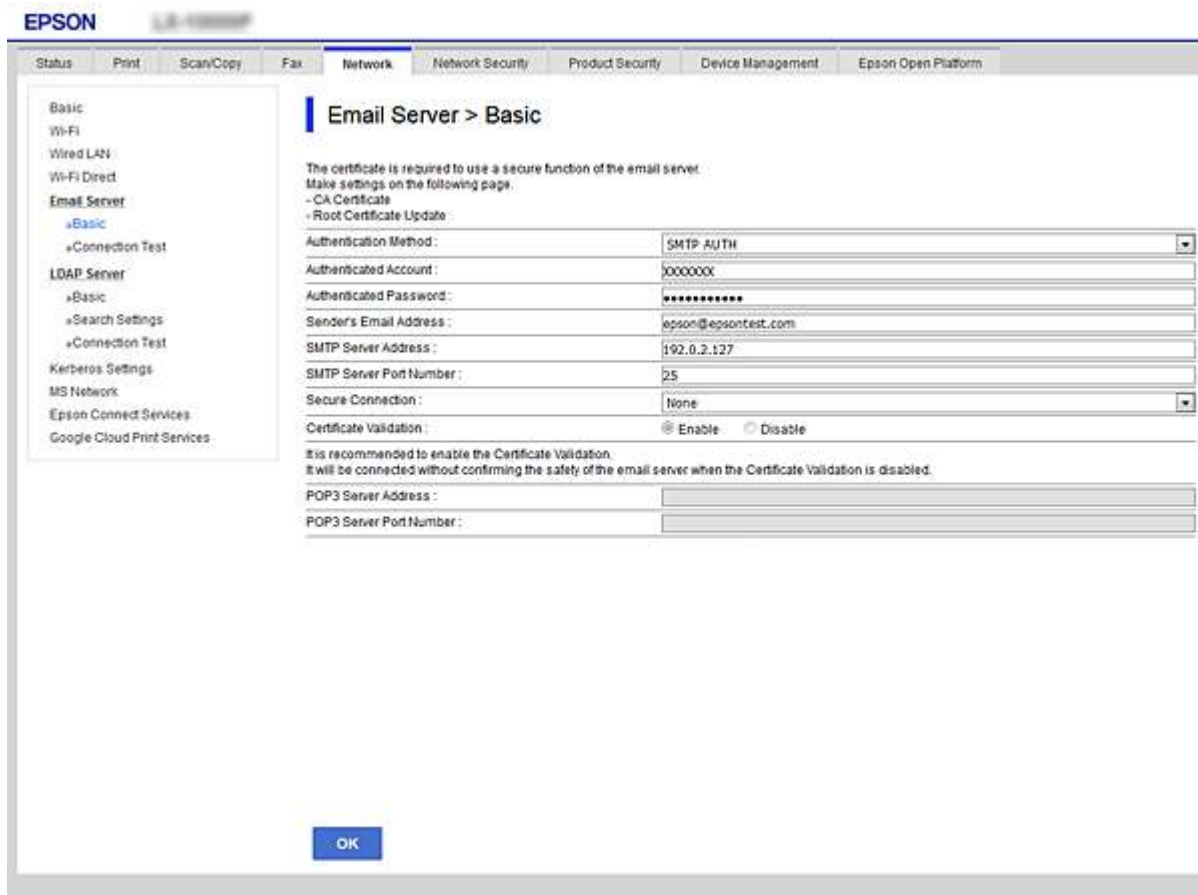 EPSON
Status Print Scan/Copy Fax Network Network Security Product Security Device Management Epson Open Platform
Basic
Wi-Fi
Wired LAN
Wi-Fi Direct
Email Server
»Basic
»Connection Test
LDAP Server
»Basic
»Search Settings
»Connection Test
Kerberos Settings
MS Network
Epson Connect Services
Google Cloud Print Services
Email Server > Basic
The certificate is required to use a secure function of the email server.
Make settings on the following page.
- CA Certificate
- Root Certificate Update
Authentication Method : SMTP AUTH
Authenticated Account : XXXXXXX
Authenticated Password : •••••••••••
Sender's Email Address : epson@epsontest.com
SMTP Server Address : 192.0.2.127
SMTP Server Port Number : 25
Secure Connection : None
Certificate Validation : Enable Disable
It is recommended to enable the Certificate Validation.
It will be connected without confirming the safety of the email server when the Certificate Validation is disabled.
POP3 Server Address :
POP3 Server Port Number :
OK